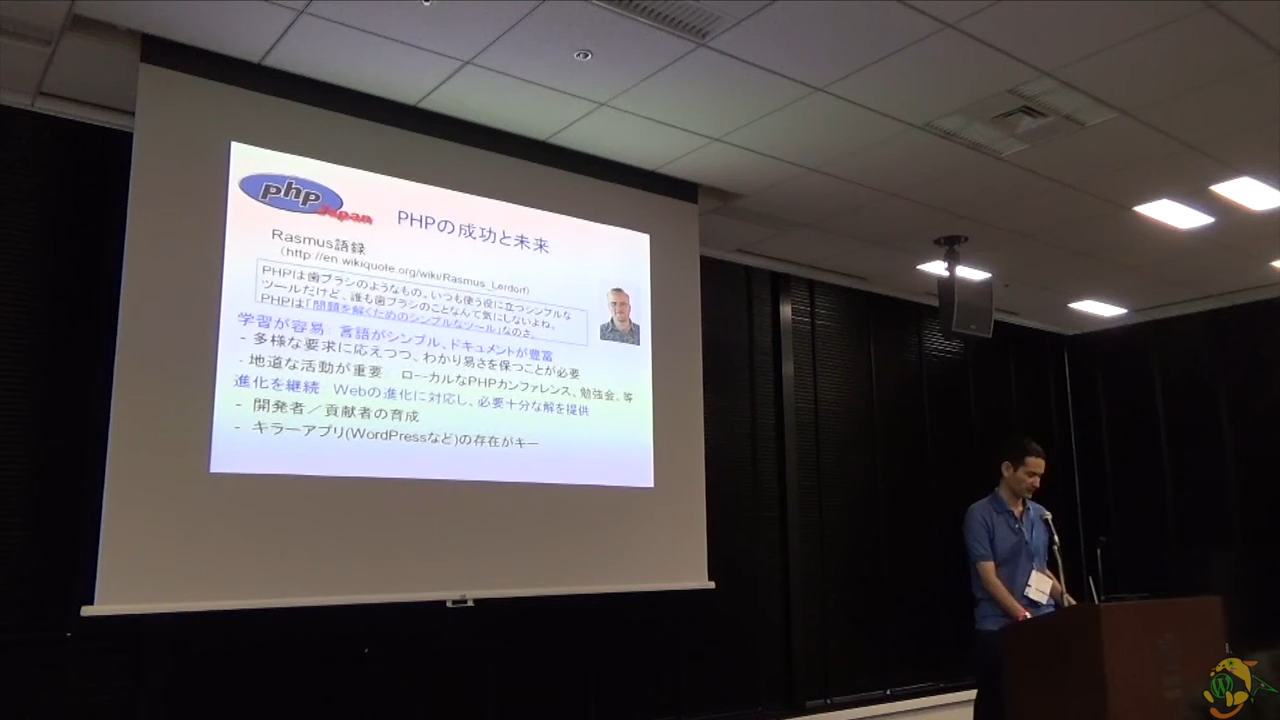 php
Japan
PHPの成功と未来
Rasmus語録
（http://en.wikiquote.org/wiki/Rasmus_Lerdorf）
PHPは歯ブラシのようなもの。いつも使う役に立つシンプルな
ツールだけど、誰も歯ブラシのことなんて気にしないよね。
PHPは「問題を解くためのシンプルなツール」なのさ。
学習が容易 言語がシンプル、ドキュメントが豊富
- 多様な要求に応えつつ、わかり易さを保つことが必要
- 地道な活動が重要 ローカルなPHPカンファレンス、勉強会、等
進化を継続 Webの進化に対応し、必要十分な解を提供
- 開発者／貢献者の育成
- キラーアプリ(WordPressなど)の存在がキー